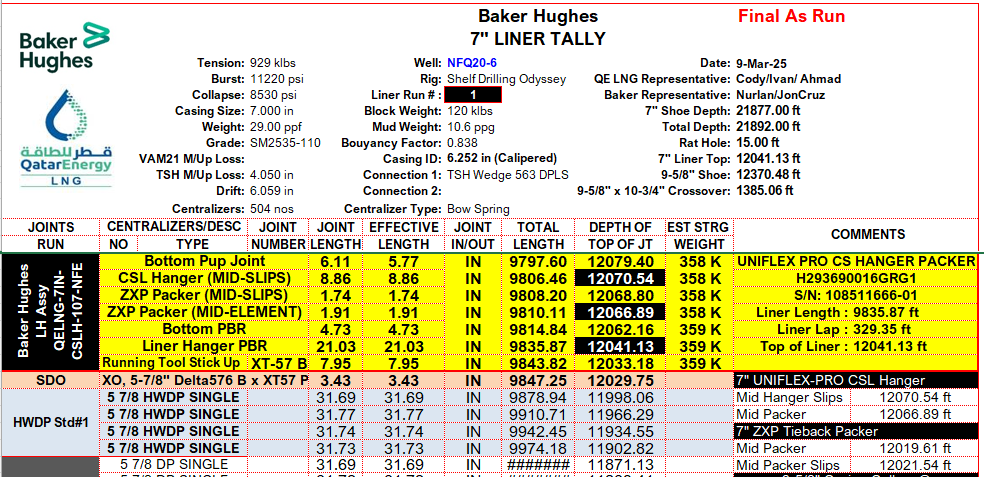 Baker Hughes
Final As Run
7" LINER TALLY
Baker
Hughes
قطر للطاقة
QatarEnergy
LNG
Tension: 929 klbs Well: NFQ20-6 Date: 9-Mar-25
Burst: 11220 psi Rig: Shelf Drilling Odyssey QE LNG Representative: Cody/Ivan/ Ahmad
Collapse: 8530 psi Liner Run # : 1 Baker Representative: Nurlan/JonCruz
Casing Size: 7.000 in Block Weight: 120 klbs 7" Shoe Depth: 21877.00 ft
Weight: 29.00 ppf Mud Weight: 10.6 ppg Total Depth: 21892.00 ft
Grade: SM2535-110 Bouyancy Factor: 0.838 Rat Hole: 15.00 ft
VAM21 M/Up Loss: Casing ID: 6.252 in (Calipered) 7" Liner Top: 12041.13 ft
TSH M/Up Loss: 4.050 in Connection 1: TSH Wedge 563 DPLS 9-5/8" Shoe: 12370.48 ft
Drift: 6.059 in Connection 2: 9-5/8" x 10-3/4" Crossover: 1385.06 ft
Centralizers: 504 nos Centralizer Type: Bow Spring
JOINTS CENTRALIZERS/DESC JOINT JOINT EFFECTIVE JOINT TOTAL DEPTH OF EST STRG COMMENTS
RUN NO TYPE NUMBER LENGTH LENGTH IN/OUT LENGTH TOP OF JT WEIGHT
Baker Hughes
LH Assy
QELNG-7IN-
CSLH-107-NFE
Bottom Pup Joint 6.11 5.77 IN 9797.60 12079.40 358 K UNIFLEX PRO CS HANGER PACKER
CSL Hanger (MID-SLIPS) 8.86 8.86 IN 9806.46 12070.54 358 K H293690016GRG1
ZXP Packer (MID-SLIPS) 1.74 1.74 IN 9808.20 12068.80 358 K S/N: 108511666-01
ZXP Packer (MID-ELEMENT) 1.91 1.91 IN 9810.11 12066.89 358 K Liner Length : 9835.87 ft
Bottom PBR 4.73 4.73 IN 9814.84 12062.16 359 K Liner Lap : 329.35 ft
Liner Hanger PBR 21.03 21.03 IN 9835.87 12041.13 359 K Top of Liner : 12041.13 ft
Running Tool Stick Up XT-57 B 7.95 7.95 IN 9843.82 12033.18 359 K
SDO XO, 5-7/8" Delta576 B x XT57 P 3.43 3.43 IN 9847.25 12029.75 7" UNIFLEX-PRO CSL Hanger
HWDP Std#1
5 7/8 HWDP SINGLE 31.69 31.69 IN 9878.94 11998.06 Mid Hanger Slips 12070.54 ft
5 7/8 HWDP SINGLE 31.77 31.77 IN 9910.71 11966.29 Mid Packer 12066.89 ft
5 7/8 HWDP SINGLE 31.74 31.74 IN 9942.45 11934.55 7" ZXP Tieback Packer
5 7/8 HWDP SINGLE 31.73 31.73 IN 9974.18 11902.82 Mid Packer 12019.61 ft
5 7/8 DP SINGLE 31.69 31.69 IN ####### 11871.13 Mid Packer Slips 12021.54 ft